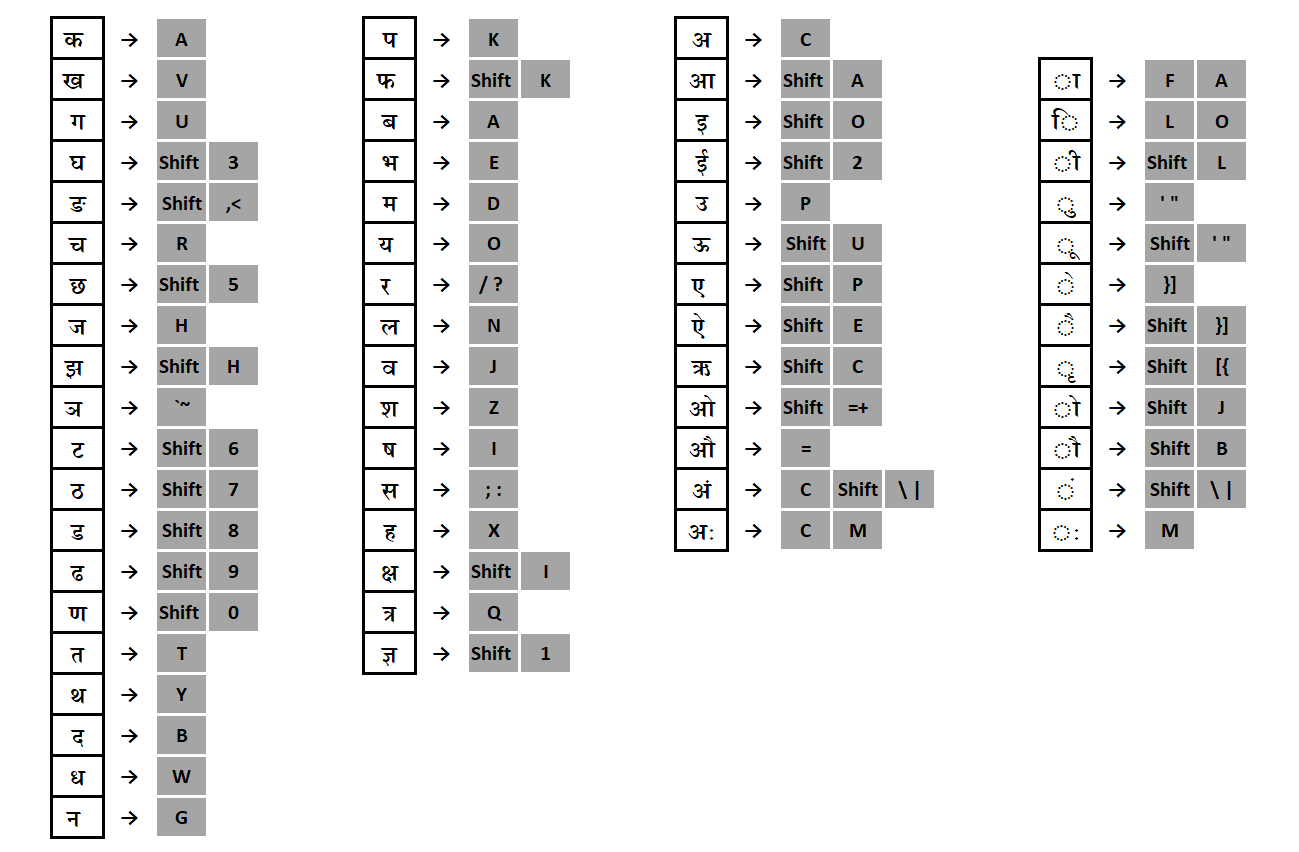 क → A
ख → V
ग → U
घ → Shift 3
ङ → Shift ,<
च → R
छ → Shift 5
ज → H
झ → Shift H
ञ → `~
ट → Shift 6
ठ → Shift 7
ड → Shift 8
ढ → Shift 9
ण → Shift 0
त → T
थ → Y
द → B
ध → W
न → G
प → K
फ → Shift K
ब → A
भ → E
म → D
य → O
र → / ?
ल → N
व → J
श → Z
ष → I
स → ; :
ह → X
क्ष → Shift I
त्र → Q
ज्ञ → Shift 1
अ → C
आ → Shift A
इ → Shift O
ई → Shift 2
उ → P
ऊ → Shift U
ए → Shift P
ऐ → Shift E
ऋ → Shift C
ओ → Shift =+
औ → =
अं → C Shift \ |
अः → C M
ा → F A
ि → L O
ी → Shift L
ु → ' "
ू → Shift ' "
े → }]
ै → Shift }]
ृ → Shift [{
ो → Shift J
ौ → Shift B
ं → Shift \ |
ः → M